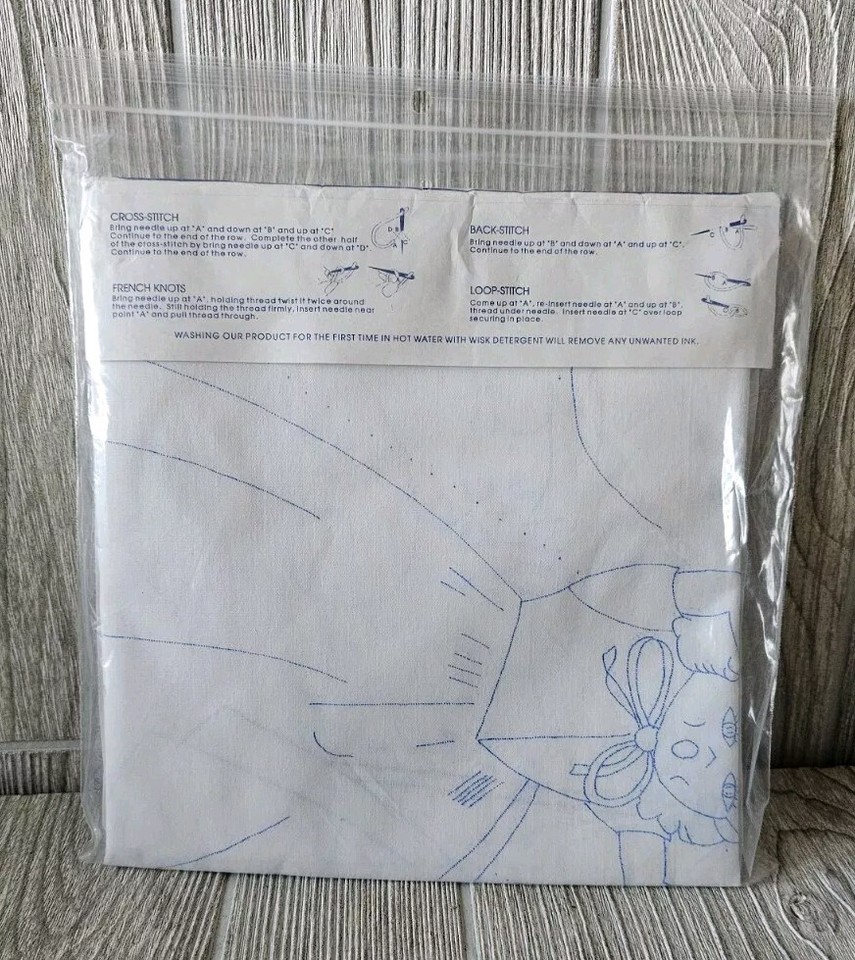 CROSS-STITCH
Bring needle up at "A" and down at "B" and up at "C"
Continue to the end of the row. Complete the other half
of the cross-stitch by bring needle up at "C" and down at "D".
Continue to the end of the row.
D B
A C
FRENCH KNOTS
Bring needle up at "A", holding thread twist it twice around
the needle. Still holding the thread firmly, insert needle near
point "A" and pull thread through.
BACK-STITCH
Bring needle up at "B" and down at "A" and up at "C".
Continue to the end of the row.
C B A
LOOP-STITCH
Come up at "A", re-insert needle at "A" and up at "B",
thread under needle. Insert needle at "C" over loop
securing in place.
WASHING OUR PRODUCT FOR THE FIRST TIME IN HOT WATER WITH WISK DETERGENT WILL REMOVE ANY UNWANTED INK.